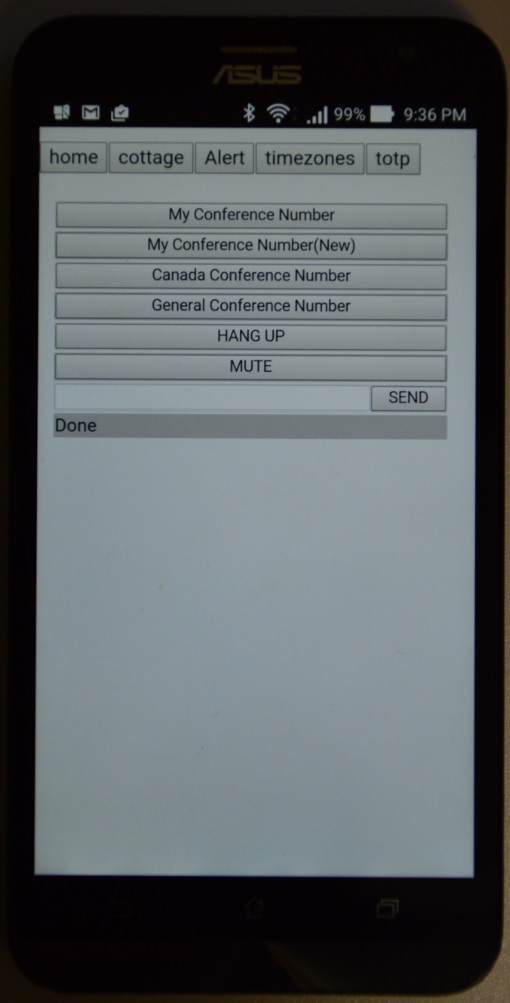 ASUS
99% 9:36 PM
home cottage Alert timezones totp
My Conference Number
My Conference Number(New)
Canada Conference Number
General Conference Number
HANG UP
MUTE
SEND
Done